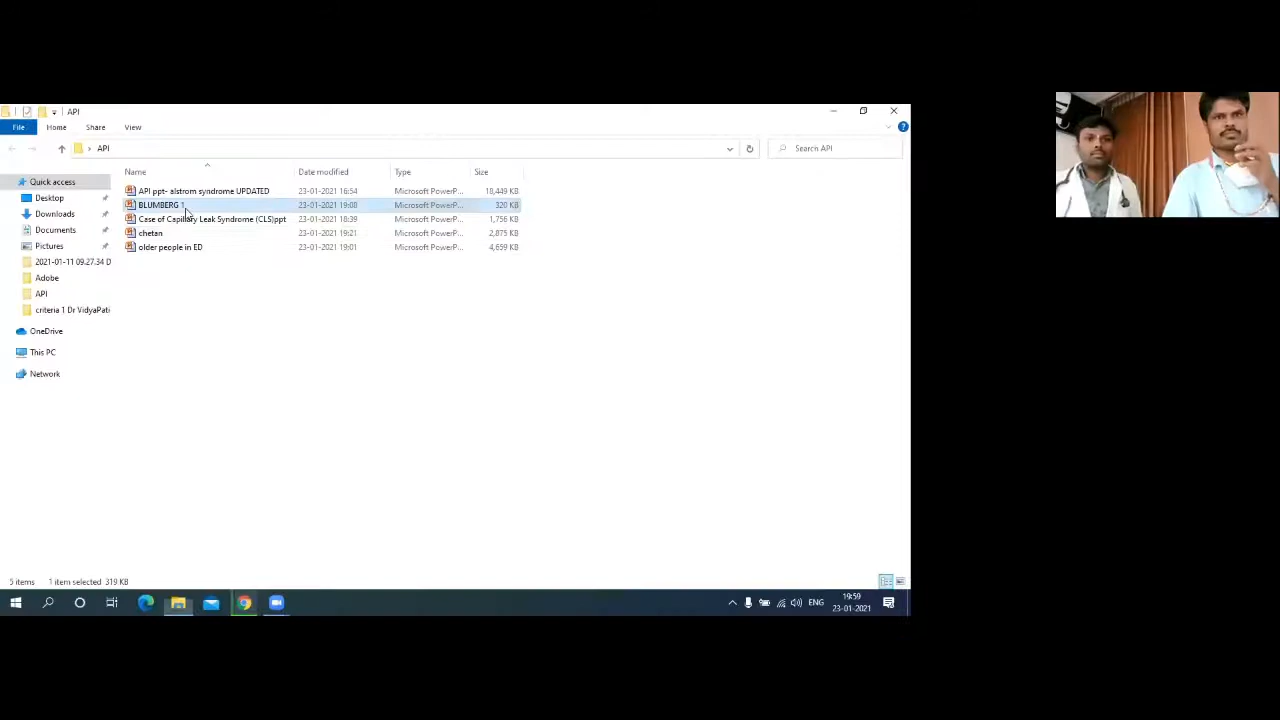 API
File Home Share View
API
Search API
Name Date modified Type Size
Quick access
API ppt- alstrom syndrome UPDATED 23-01-2021 16:54 Microsoft PowerP... 18,449 KB
Desktop
BLUMBERG 1 23-01-2021 19:08 Microsoft PowerP... 320 KB
Downloads
Case of Capillary Leak Syndrome (CLS)ppt 23-01-2021 18:39 Microsoft PowerP... 1,756 KB
Documents
chetan 23-01-2021 19:21 Microsoft PowerP... 2,875 KB
Pictures
older people in ED 23-01-2021 19:01 Microsoft PowerP... 4,659 KB
2021-01-11 09.27.34 D
Adobe
API
criteria 1 Dr VidyaPati
OneDrive
This PC
Network
5 items 1 item selected 319 KB
ENG 19:59
23-01-2021